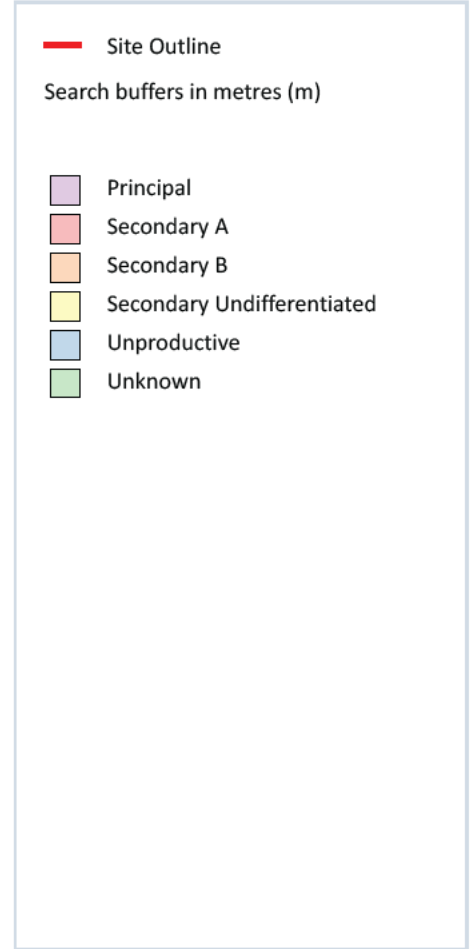 Site Outline
Search buffers in metres (m)
Principal
Secondary A
Secondary B
Secondary Undifferentiated
Unproductive
Unknown